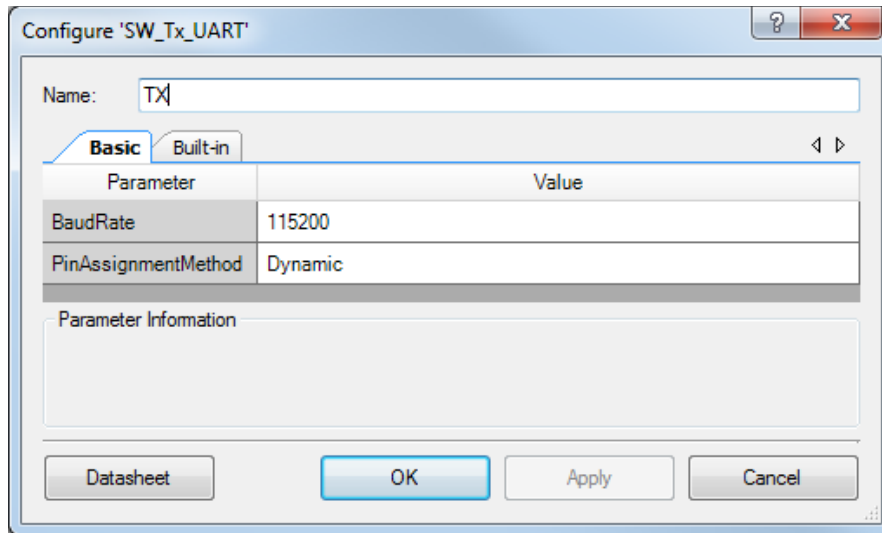 Configure 'SW_Tx_UART'
Name: TX
Basic Built-in
Parameter Value
BaudRate 115200
PinAssignmentMethod Dynamic
Parameter Information
Datasheet OK Apply Cancel